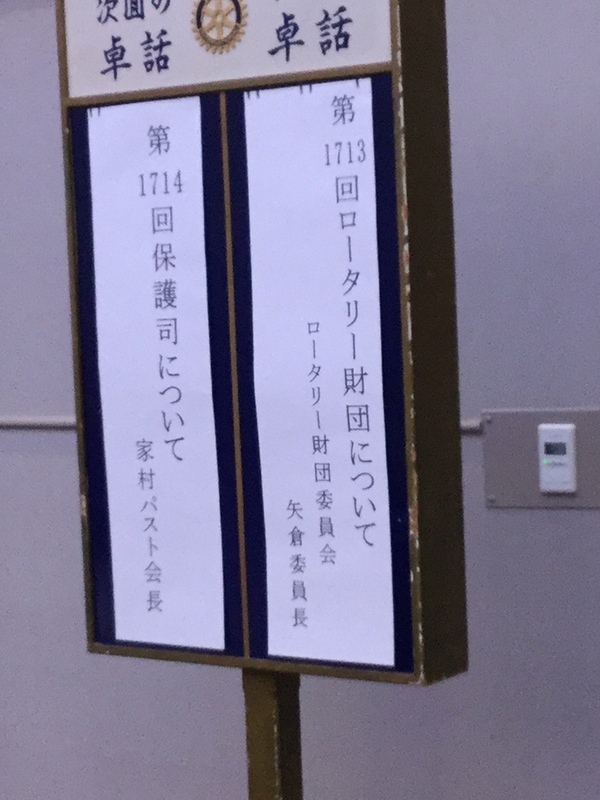 卓話
第1713回ロータリー財団について
ロータリー財団委員会
矢倉委員長
次回の
卓話
第1714回保護司について
家村パスト会長